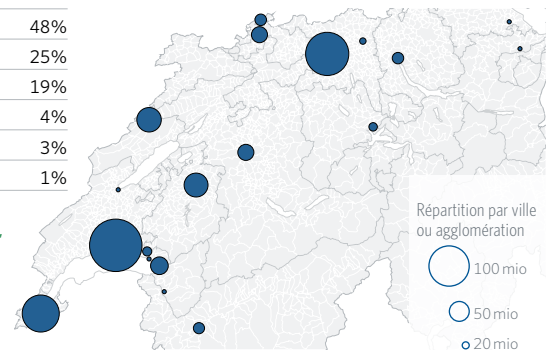 48%
25%
19%
4%
3%
1%
Répartition par ville
ou agglomération
100 mio
50 mio
20 mio